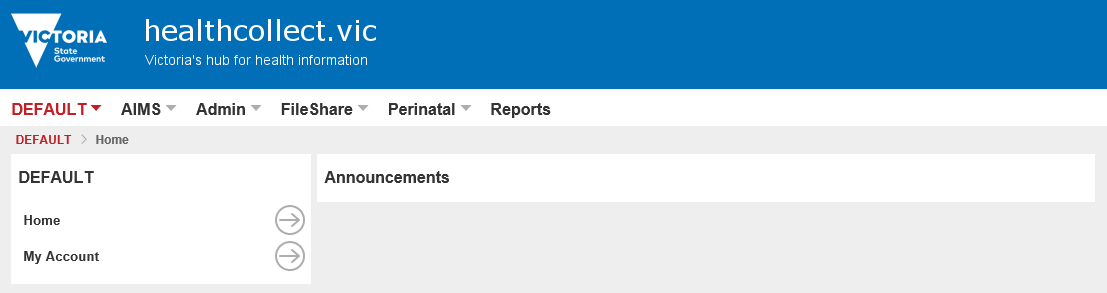 VICTORIA
State
Government
healthcollect.vic
Victoria's hub for health information
DEFAULT AIMS Admin FileShare Perinatal Reports
DEFAULT > Home
DEFAULT
Home
My Account
Announcements